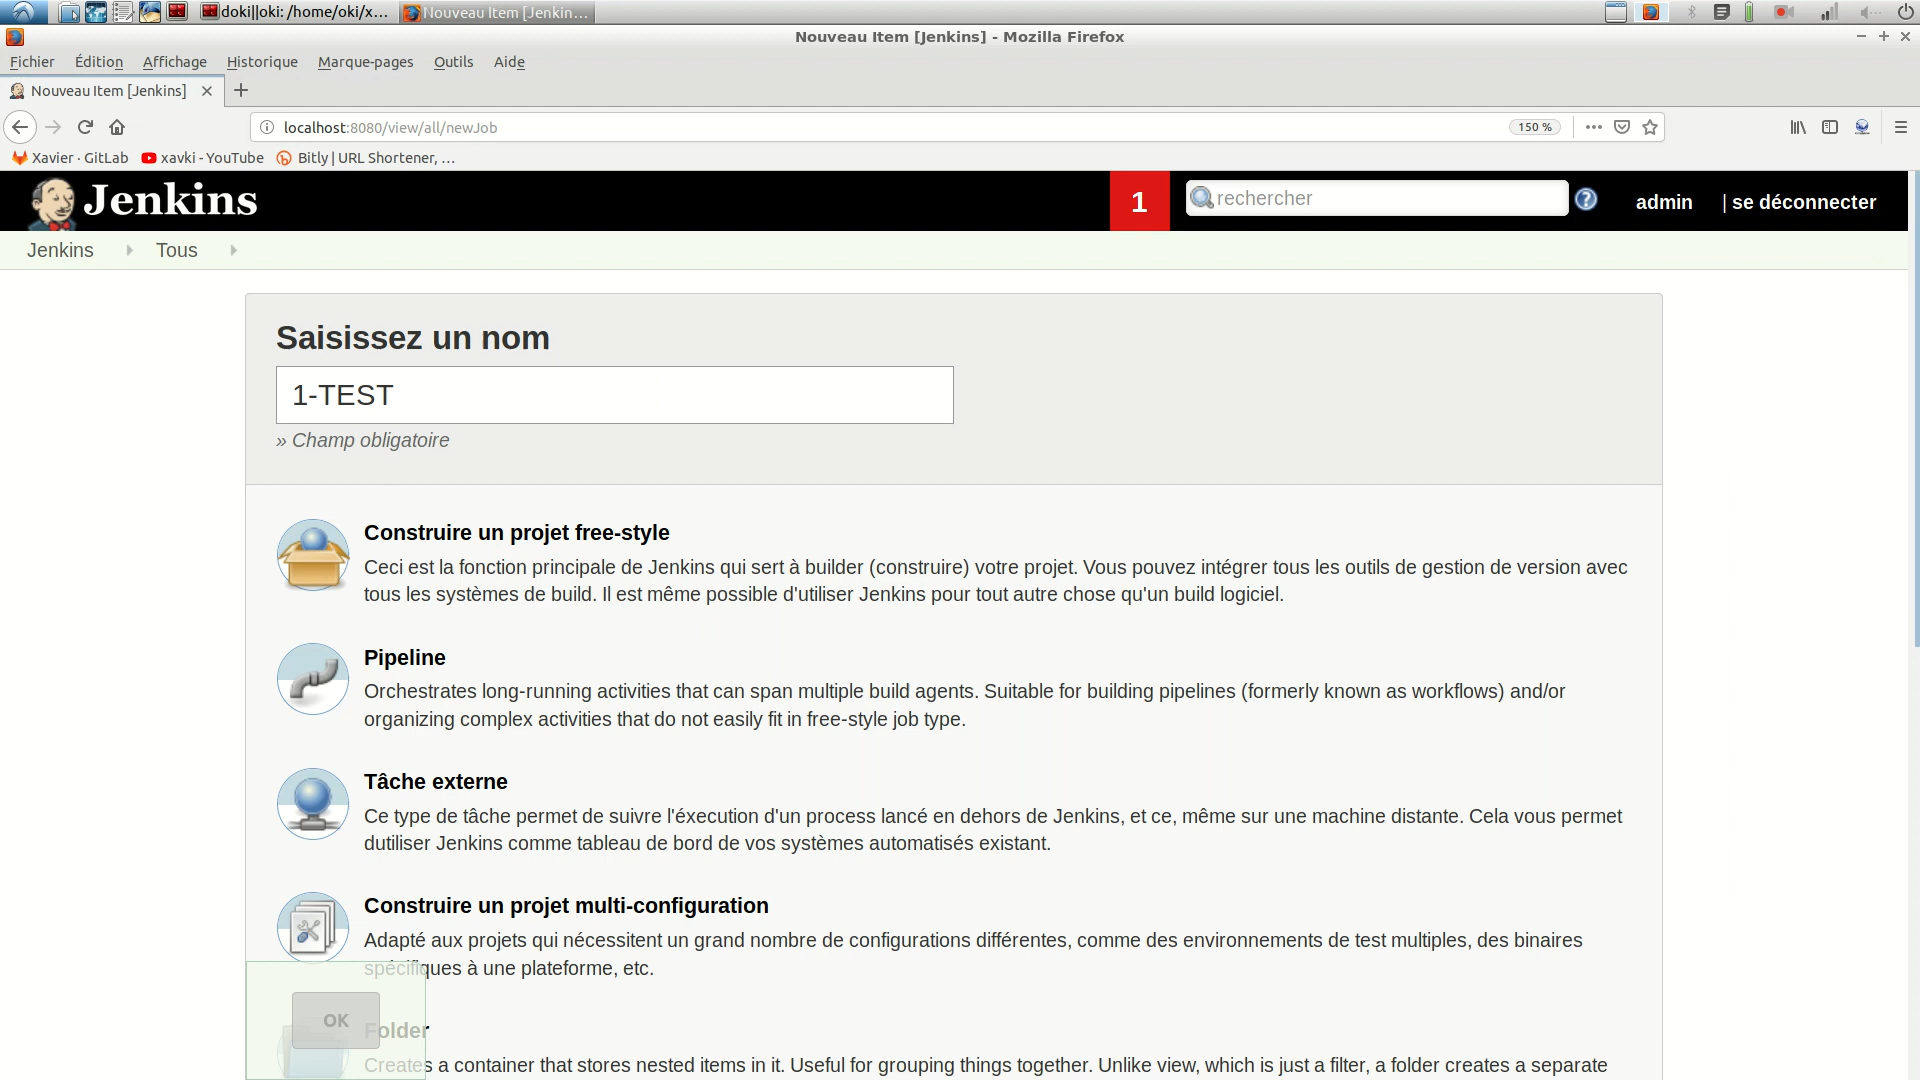 doki||oki: /home/oki/x...
Nouveau Item [Jenkin...
Nouveau Item [Jenkins] - Mozilla Firefox
Fichier Édition Affichage Historique Marque-pages Outils Aide
Nouveau Item [Jenkins]
localhost:8080/view/all/newJob
150 %
Xavier · GitLab
xavki - YouTube
Bitly | URL Shortener, ...
Jenkins
1
rechercher
admin
| se déconnecter
Jenkins
Tous
Saisissez un nom
1-TEST
» Champ obligatoire
Construire un projet free-style
Ceci est la fonction principale de Jenkins qui sert à builder (construire) votre projet. Vous pouvez intégrer tous les outils de gestion de version avec
tous les systèmes de build. Il est même possible d'utiliser Jenkins pour tout autre chose qu'un build logiciel.
Pipeline
Orchestrates long-running activities that can span multiple build agents. Suitable for building pipelines (formerly known as workflows) and/or
organizing complex activities that do not easily fit in free-style job type.
Tâche externe
Ce type de tâche permet de suivre l'éxecution d'un process lancé en dehors de Jenkins, et ce, même sur une machine distante. Cela vous permet
dutiliser Jenkins comme tableau de bord de vos systèmes automatisés existant.
Construire un projet multi-configuration
Adapté aux projets qui nécessitent un grand nombre de configurations différentes, comme des environnements de test multiples, des binaires
spécifiques à une plateforme, etc.
OK
Folder
Creates a container that stores nested items in it. Useful for grouping things together. Unlike view, which is just a filter, a folder creates a separate